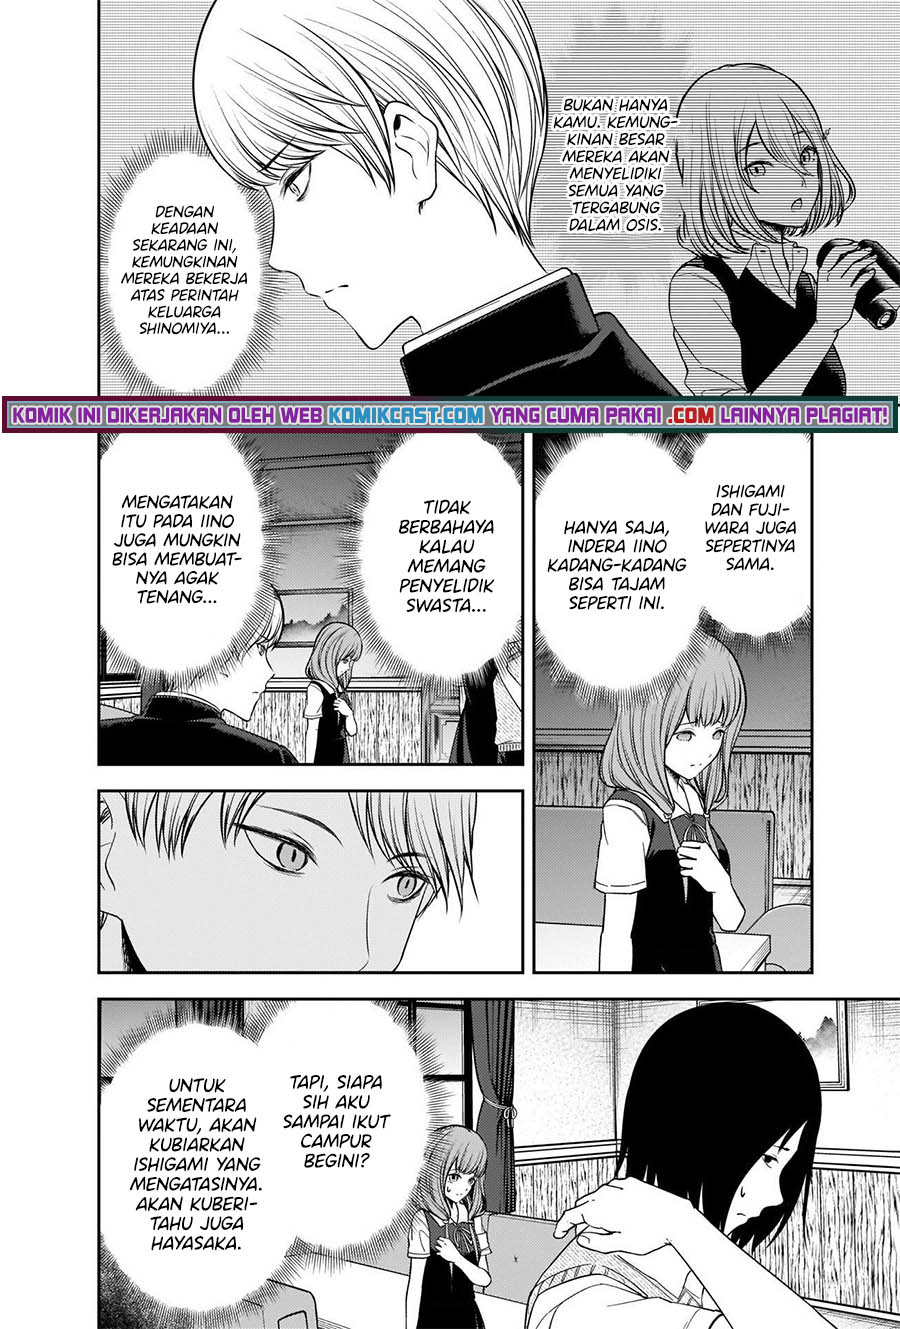 BUKAN HANYA
KAMU. KEMUNG-
KINAN BESAR
MEREKA AKAN
MENYELIDIKI
SEMUA YANG
TERGABUNG
DALAM OSIS.
DENGAN
KEADAAN
SEKARANG INI,
KEMUNGKINAN
MEREKA BEKERJA
ATAS PERINTAH
KELUARGA
SHINOMIYA...
KOMIK INI DIKERJAKAN OLEH WEB KOMIKCAST.COM YANG CUMA PAKAI .COM LAINNYA PLAGIAT!
ISHIGAMI
DAN FUJI-
WARA JUGA
SEPERTINYA
SAMA.
HANYA SAJA,
INDERA IINO
KADANG-KADANG
BISA TAJAM
SEPERTI INI.
TIDAK
BERBAHAYA
KALAU
MEMANG
PENYELIDIK
SWASTA...
MENGATAKAN
ITU PADA IINO
JUGA MUNGKIN
BISA MEMBUAT-
NYA AGAK
TENANG...
TAPI, SIAPA
SIH AKU
SAMPAI IKUT
CAMPUR
BEGINI?
UNTUK
SEMENTARA
WAKTU, AKAN
KUBIARKAN
ISHIGAMI YANG
MENGATASINYA.
AKAN KUBERI-
TAHU JUGA
HAYASAKA.